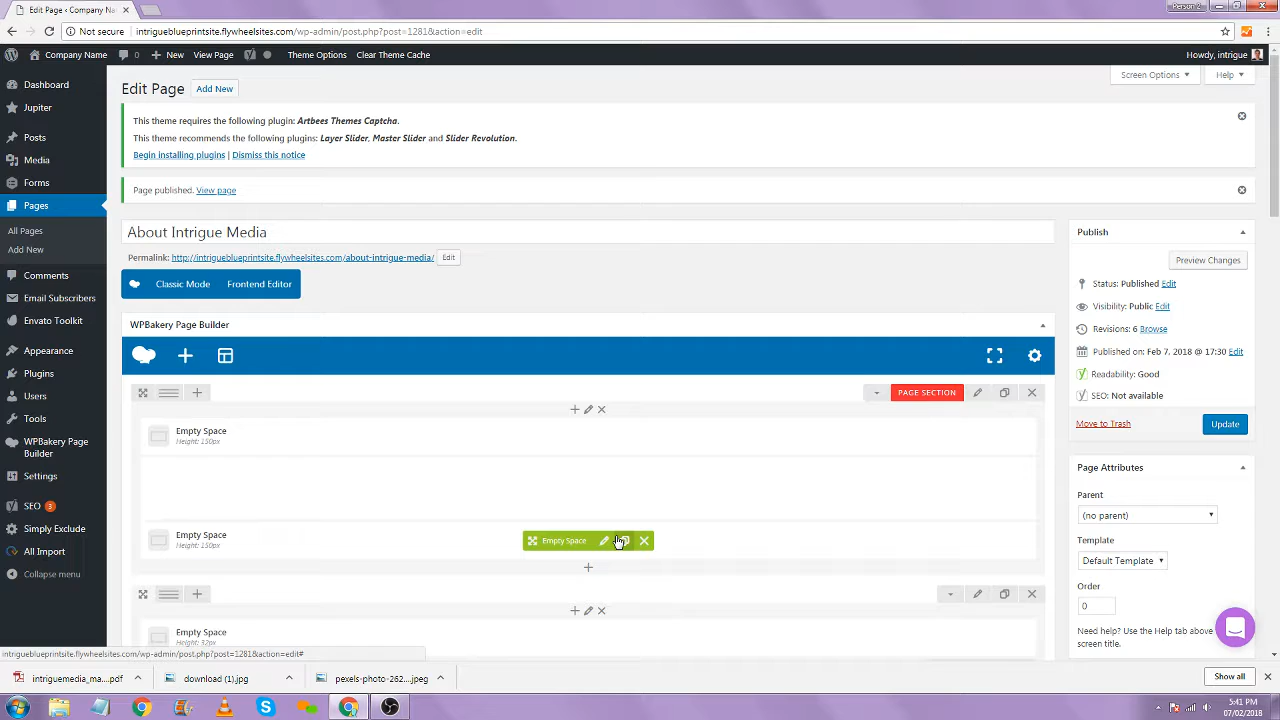 Edit Page ‹ Company Na
Person 9
Not secure
intrigueblueprintsite.flywheelsites.com/wp-admin/post.php?post=1281&action=edit
Company Name
0
New
View Page
Theme Options
Clear Theme Cache
Howdy, intrigue
Dashboard
Jupiter
Posts
Media
Forms
Pages
All Pages
Add New
Comments
Email Subscribers
Envato Toolkit
Appearance
Plugins
Users
Tools
WPBakery Page
Builder
Settings
SEO 3
Simply Exclude
All Import
Collapse menu
Edit Page
Add New
Screen Options
Help
This theme requires the following plugin: Artbees Themes Captcha.
This theme recommends the following plugins: Layer Slider, Master Slider and Slider Revolution.
Begin installing plugins | Dismiss this notice
Page published. View page
About Intrigue Media
Permalink: http://intrigueblueprintsite.flywheelsites.com/about-intrigue-media/
Edit
Classic Mode
Frontend Editor
WPBakery Page Builder
PAGE SECTION
Empty Space
Height: 150px
Empty Space
Height: 150px
Empty Space
Empty Space
Height: 32px
Publish
Preview Changes
Status: Published Edit
Visibility: Public Edit
Revisions: 6 Browse
Published on: Feb 7, 2018 @ 17:30 Edit
Readability: Good
SEO: Not available
Move to Trash
Update
Page Attributes
Parent
(no parent)
Template
Default Template
Order
0
Need help? Use the Help tab above
screen title.
intrigueblueprintsite.flywheelsites.com/wp-admin/post.php?post=1281&action=edit#
intriguemedia_ma....pdf
download (1).jpg
pexels-photo-262....jpeg
Show all
5:41 PM
07/02/2018